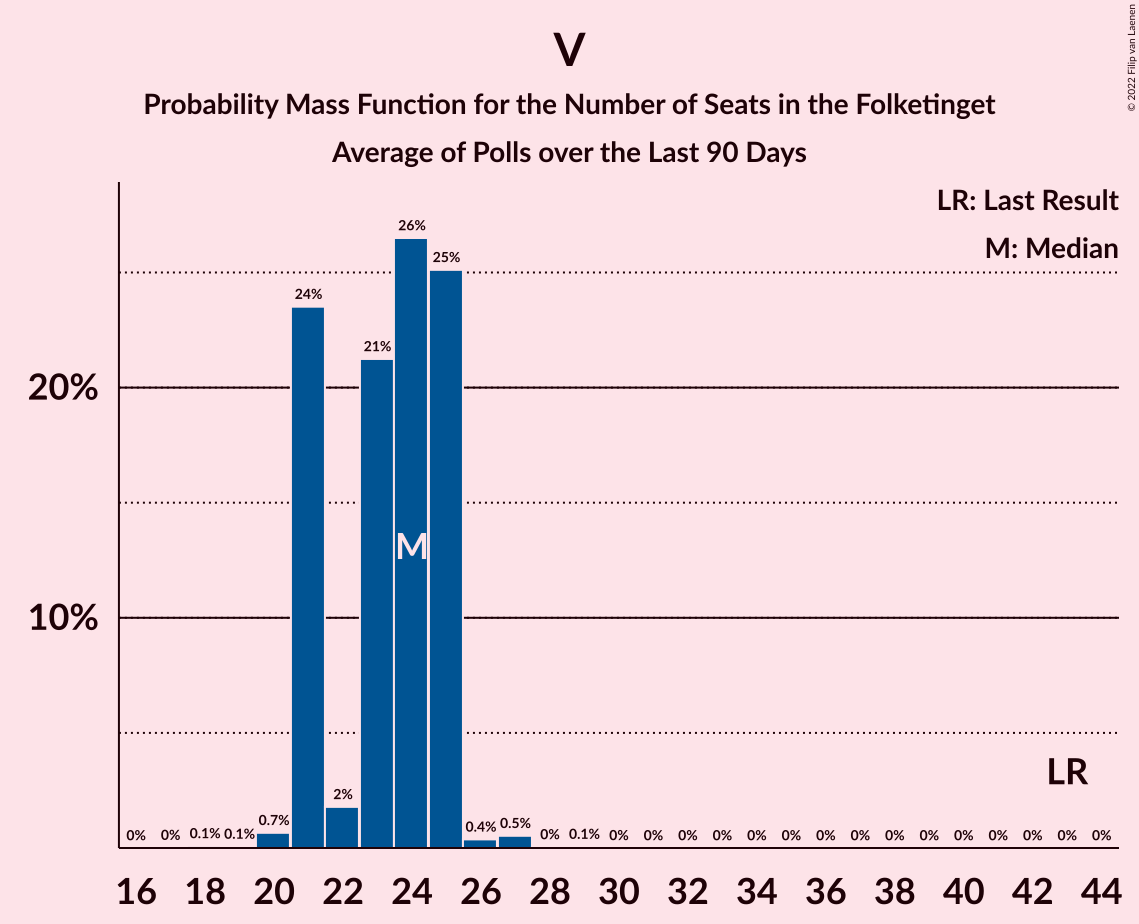 V
Probability Mass Function for the Number of Seats in the Folketinget
Average of Polls over the Last 90 Days
© 2022 Filip van Laenen
LR: Last Result
M: Median
26%
25%
24%
21%
20%
M
10%
LR
0% 0% 0.1% 0.1% 0.7% 2% 0.4% 0.5% 0% 0.1% 0% 0% 0% 0% 0% 0% 0% 0% 0% 0% 0% 0% 0% 0% 0%
16 18 20 22 24 26 28 30 32 34 36 38 40 42 44